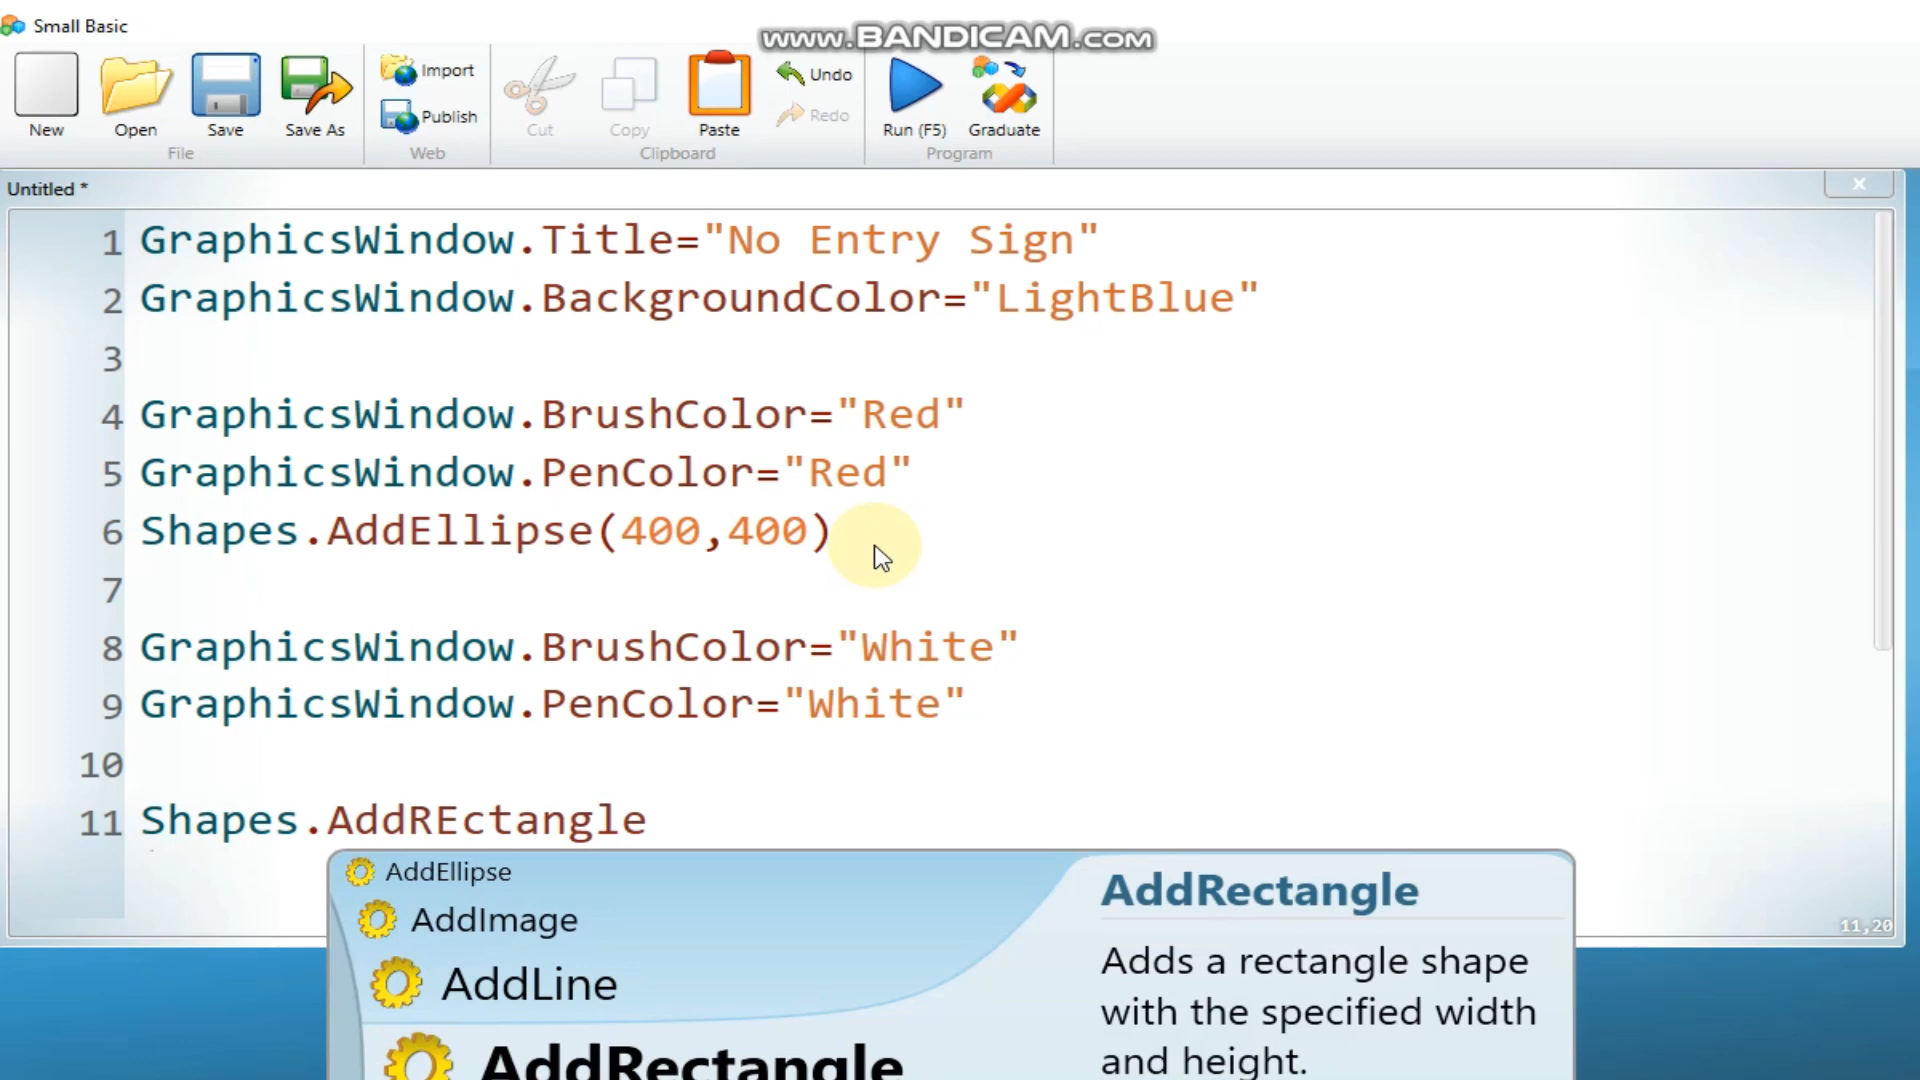 Small Basic
www.BANDICAM.com
New
Open
Save
Save As
Import
Publish
Cut
Copy
Paste
Undo
Redo
Run (F5)
Graduate
File
Web
Clipboard
Program
Untitled *
1 GraphicsWindow.Title="No Entry Sign"
2 GraphicsWindow.BackgroundColor="LightBlue"
3
4 GraphicsWindow.BrushColor="Red"
5 GraphicsWindow.PenColor="Red"
6 Shapes.AddEllipse(400,400)
7
8 GraphicsWindow.BrushColor="White"
9 GraphicsWindow.PenColor="White"
10
11 Shapes.AddREctangle
11,20
AddEllipse
AddImage
AddLine
AddRectangle
AddRectangle
Adds a rectangle shape
with the specified width
and height.